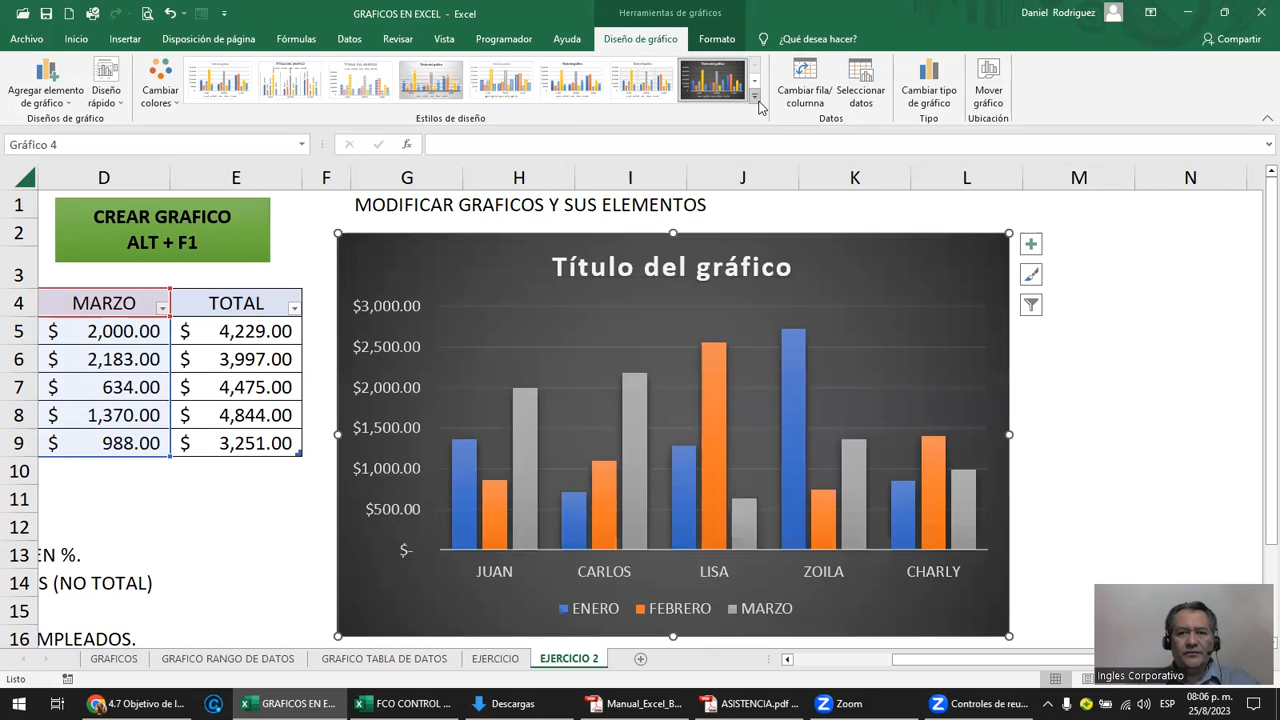 GRAFICOS EN EXCEL - Excel
Herramientas de gráficos
Daniel Rodriguez
Archivo Inicio Insertar Disposición de página Fórmulas Datos Revisar Vista Programador Ayuda Diseño de gráfico Formato ¿Qué desea hacer? Compartir
Agregar elemento de gráfico
Diseño rápido
Cambiar colores
Cambiar fila/ columna
Seleccionar datos
Cambiar tipo de gráfico
Mover gráfico
Diseños de gráfico Estilos de diseño Datos Tipo Ubicación
Gráfico 4
fx
D E F G H I J K L M N
1 MODIFICAR GRAFICOS Y SUS ELEMENTOS
CREAR GRAFICO
ALT + F1
2
3
4 MARZO TOTAL
5 $ 2,000.00 $ 4,229.00
6 $ 2,183.00 $ 3,997.00
7 $ 634.00 $ 4,475.00
8 $ 1,370.00 $ 4,844.00
9 $ 988.00 $ 3,251.00
10
11
12
13 EN %.
14 S (NO TOTAL)
15
16 EMPLEADOS.
Título del gráfico
$3,000.00
$2,500.00
$2,000.00
$1,500.00
$1,000.00
$500.00
$-
JUAN CARLOS LISA ZOILA CHARLY
ENERO FEBRERO MARZO
Ingles Corporativo
GRAFICOS GRAFICO RANGO DE DATOS GRAFICO TABLA DE DATOS EJERCICIO EJERCICIO 2
Listo
4.7 Objetivo de l... GRAFICOS EN E... FCO CONTROL ... Descargas Manual_Excel_B... ASISTENCIA.pdf ... Zoom Controles de reu... ESP
08:06 p. m.
25/8/2023